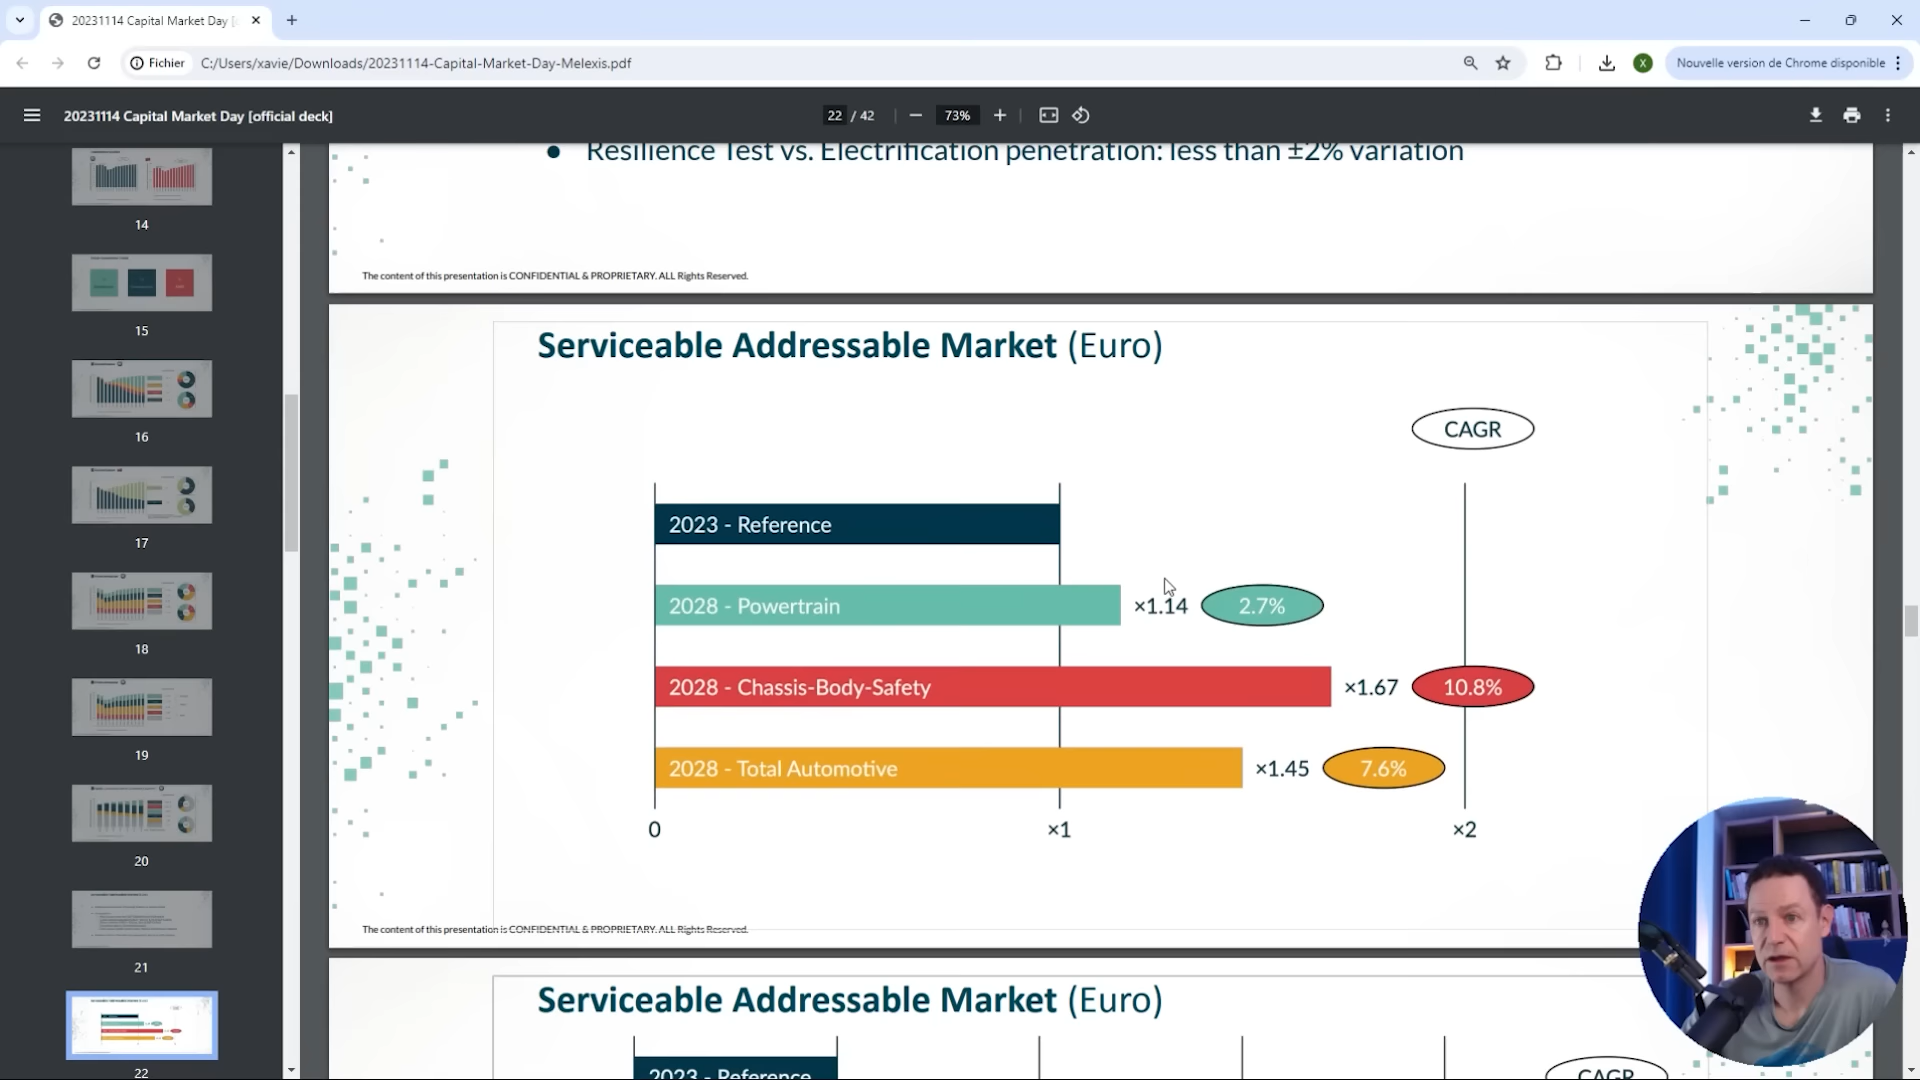 20231114 Capital Market Day [
Fichier
C:/Users/xavie/Downloads/20231114-Capital-Market-Day-Melexis.pdf
X
Nouvelle version de Chrome disponible
20231114 Capital Market Day [official deck]
22 / 42
73%
14
15
16
17
18
19
20
21
22
• Resilience Test vs. Electrification penetration: less than ±2% variation
The content of this presentation is CONFIDENTIAL & PROPRIETARY. ALL Rights Reserved.
Serviceable Addressable Market (Euro)
CAGR
2023 - Reference
2028 - Powertrain
×1.14
2.7%
2028 - Chassis-Body-Safety
×1.67
10.8%
2028 - Total Automotive
×1.45
7.6%
0
×1
×2
The content of this presentation is CONFIDENTIAL & PROPRIETARY. ALL Rights Reserved.
Serviceable Addressable Market (Euro)
2023 - Reference
CAGR